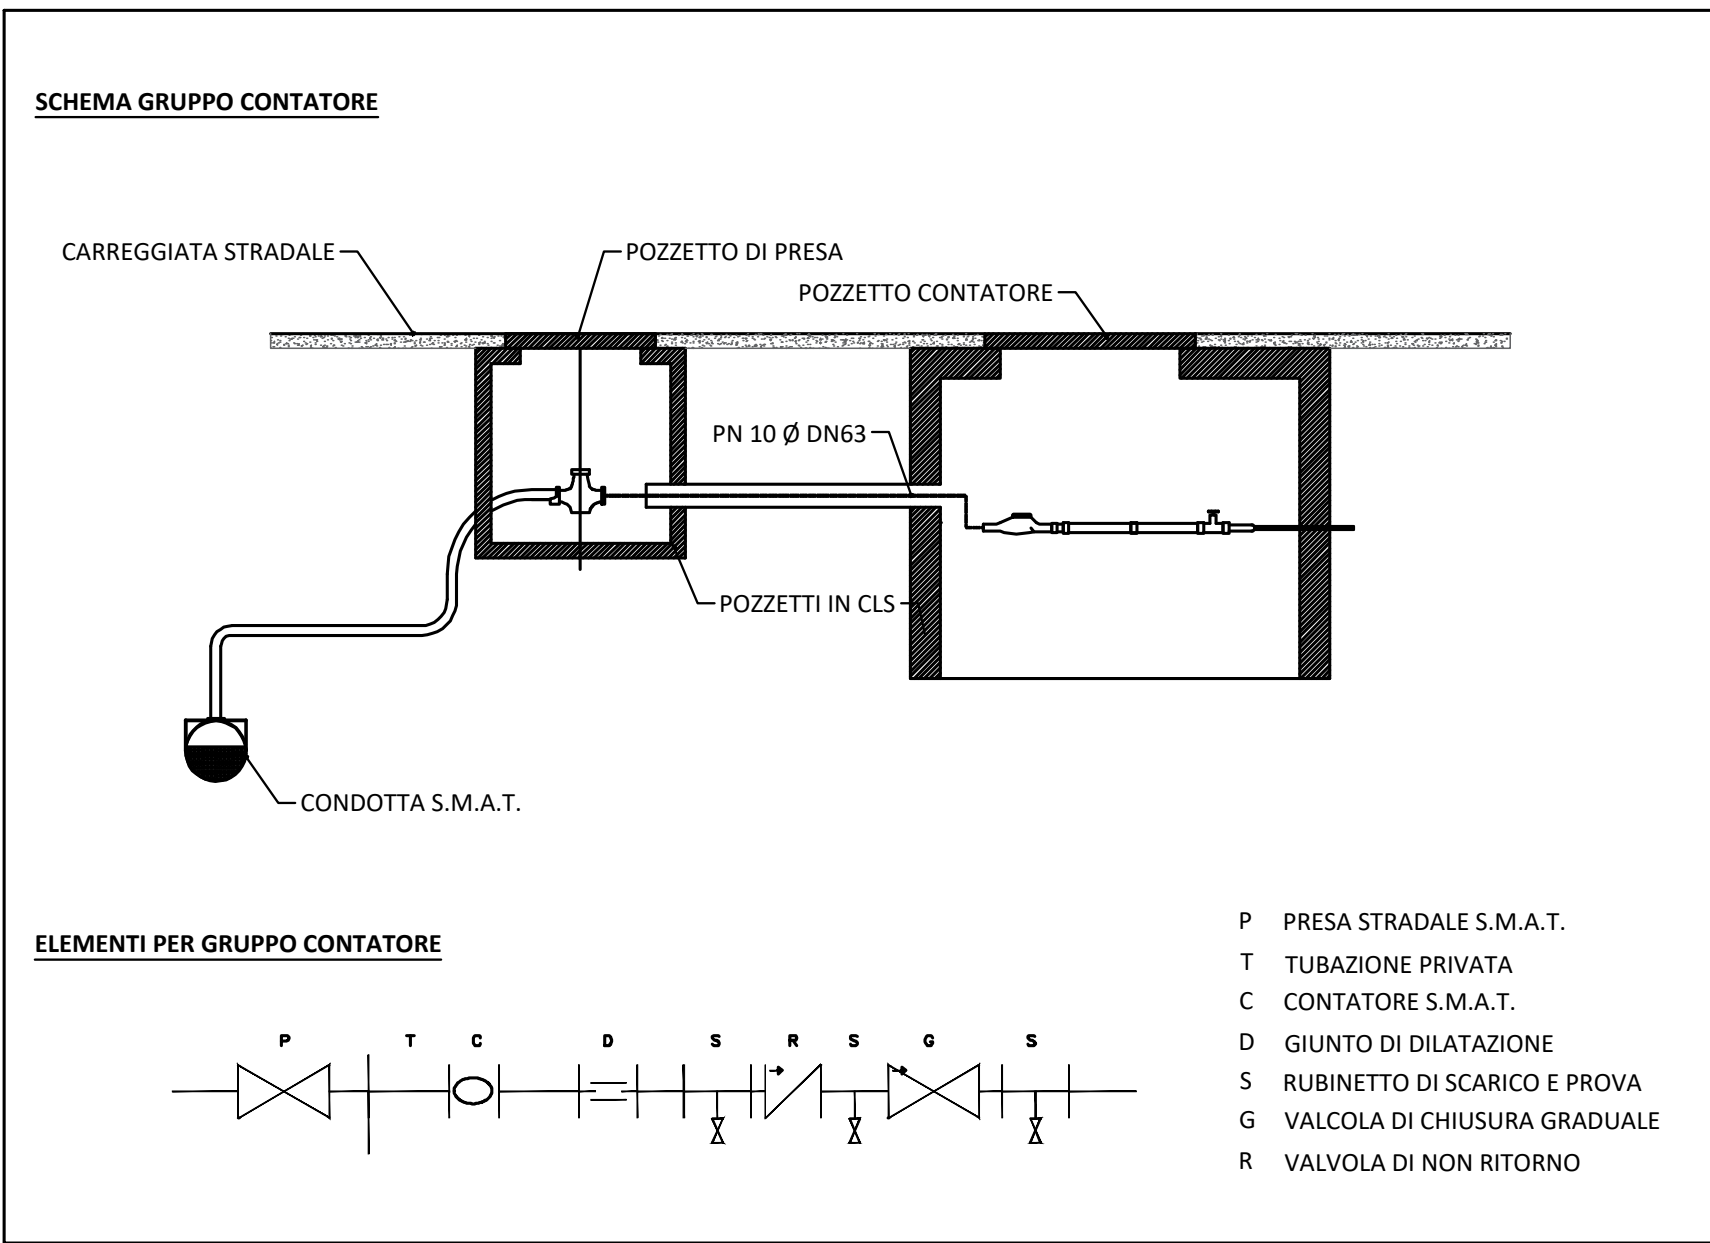 SCHEMA GRUPPO CONTATORE
CARREGGIATA STRADALE
POZZETTO DI PRESA
POZZETTO CONTATORE
PN 10 Ø DN63
POZZETTI IN CLS
CONDOTTA S.M.A.T.
ELEMENTI PER GRUPPO CONTATORE
P T C D S R S G S
P PRESA STRADALE S.M.A.T.
T TUBAZIONE PRIVATA
C CONTATORE S.M.A.T.
D GIUNTO DI DILATAZIONE
S RUBINETTO DI SCARICO E PROVA
G VALCOLA DI CHIUSURA GRADUALE
R VALVOLA DI NON RITORNO